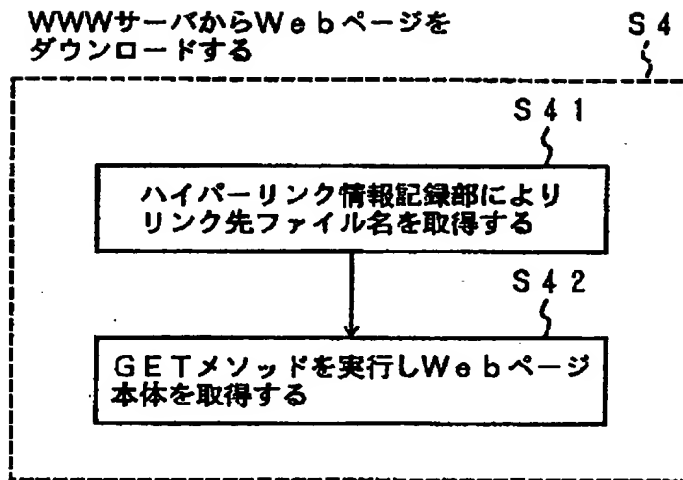 WWWサーバからWebページを S4
ダウンロードする
S41
ハイパーリンク情報記録部により
リンク先ファイル名を取得する
S42
GETメソッドを実行しWebページ
本体を取得する